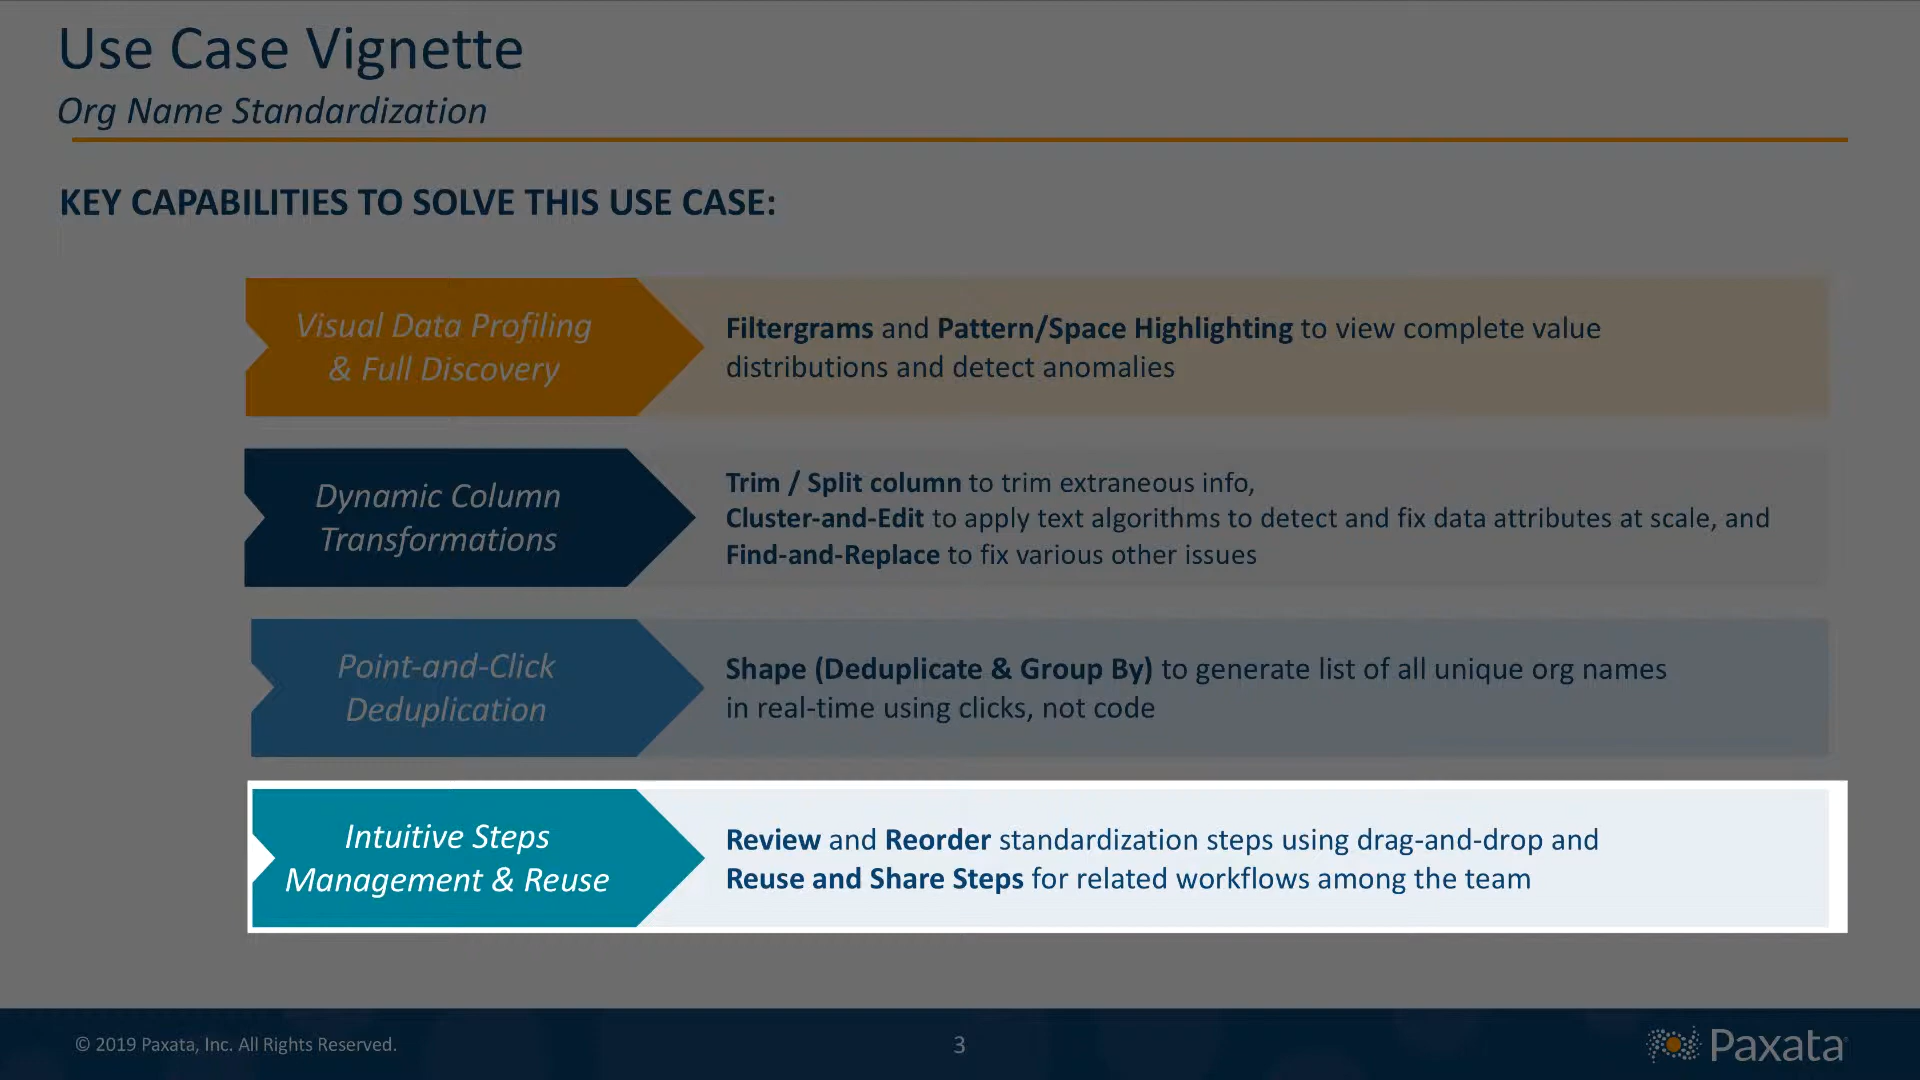 Use Case Vignette
Org Name Standardization
KEY CAPABILITIES TO SOLVE THIS USE CASE:
Visual Data Profiling
& Full Discovery
Filtergrams and Pattern/Space Highlighting to view complete value
distributions and detect anomalies
Dynamic Column
Transformations
Trim / Split column to trim extraneous info,
Cluster-and-Edit to apply text algorithms to detect and fix data attributes at scale, and
Find-and-Replace to fix various other issues
Point-and-Click
Deduplication
Shape (Deduplicate & Group By) to generate list of all unique org names
in real-time using clicks, not code
Intuitive Steps
Management & Reuse
Review and Reorder standardization steps using drag-and-drop and
Reuse and Share Steps for related workflows among the team
© 2019 Paxata, Inc. All Rights Reserved.
3
Paxata